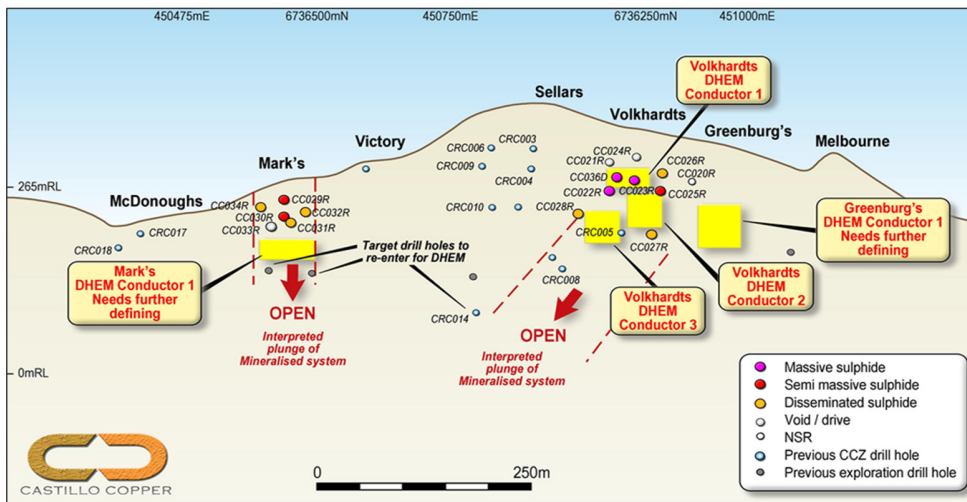 450475mE
6736500mN
450750mE
6736250mN
451000mE
Volkhardts
DHEM
Conductor 1
Sellars
Volkhardts
Greenburg's
Melbourne
Victory
Mark's
McDonoughs
265mRL
0mRL
CRC006
CRC003
CRC009
CRC004
CRC010
CC024R
CC021R
CC026R
CC036D
CC020R
CC022R
CC023R
CC025R
CC028R
CRC005
CC027R
CRC008
CRC014
CC029R
CC034R
CC032R
CC030R
CC031R
CC033R
CRC017
CRC018
Target drill holes to
re-enter for DHEM
Mark's
DHEM Conductor 1
Needs further
defining
OPEN
Interpreted
plunge of
Mineralised system
OPEN
Interpreted
plunge of
Mineralised system
Volkhardts
DHEM
Conductor 3
Volkhardts
DHEM
Conductor 2
Greenburg's
DHEM Conductor 1
Needs further
defining
Massive sulphide
Semi massive sulphide
Disseminated sulphide
Void / drive
NSR
Previous CCZ drill hole
Previous exploration drill hole
CASTILLO COPPER
0
250m